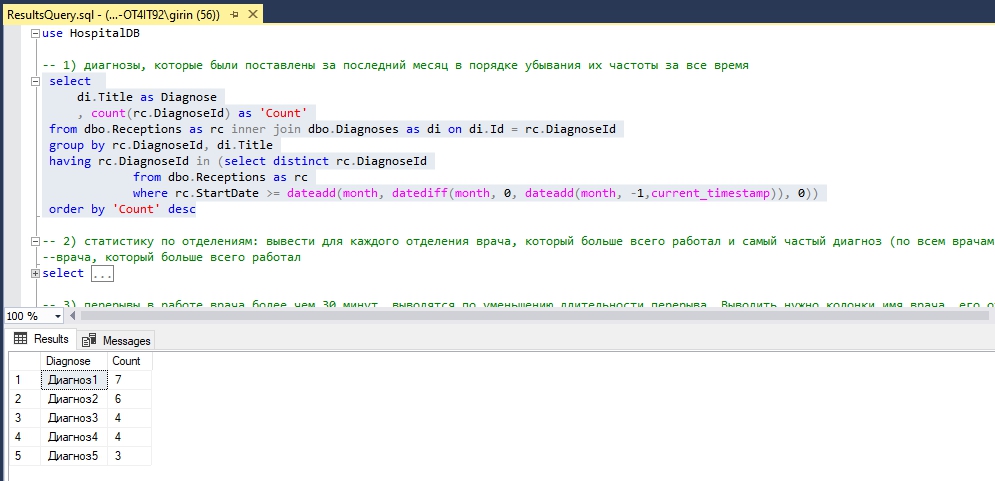 ResultsQuery.sql - (...-OT4IT92\girin (56))
use HospitalDB
-- 1) диагнозы, которые были поставлены за последний месяц в порядке убывания их частоты за все время
select
di.Title as Diagnose
, count(rc.DiagnoseId) as 'Count'
from dbo.Receptions as rc inner join dbo.Diagnoses as di on di.Id = rc.DiagnoseId
group by rc.DiagnoseId, di.Title
having rc.DiagnoseId in (select distinct rc.DiagnoseId
from dbo.Receptions as rc
where rc.StartDate >= dateadd(month, datediff(month, 0, dateadd(month, -1,current_timestamp)), 0))
order by 'Count' desc
-- 2) статистику по отделениям: вывести для каждого отделения врача, который больше всего работал и самый частый диагноз (по всем врачам
--врача, который больше всего работал
select ...
-- 3) перерывы в работе врача более чем 30 минут, выводятся по уменьшению длительности перерыва. Выводить нужно колонки имя врача, его о
100 %
Results Messages
Diagnose Count
1 Диагноз1 7
2 Диагноз2 6
3 Диагноз3 4
4 Диагноз4 4
5 Диагноз5 3